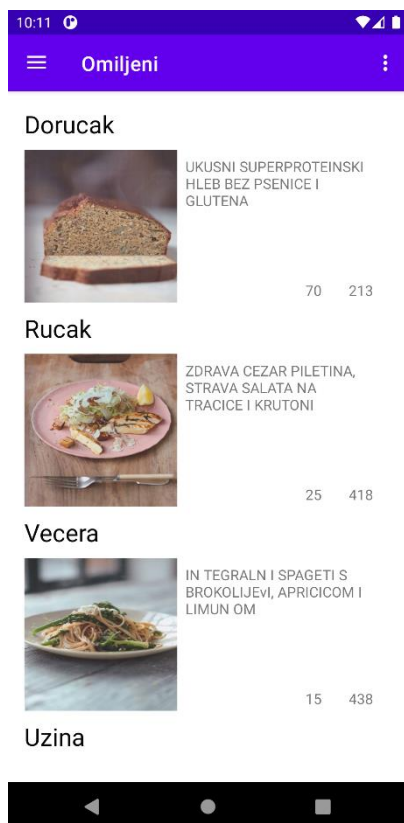 10:11
Omiljeni
Dorucak
UKUSNI SUPERPROTEINSKI
HLEB BEZ PSENICE I
GLUTENA
70 213
Rucak
ZDRAVA CEZAR PILETINA,
STRAVA SALATA NA
TRACICE I KRUTONI
25 418
Vecera
IN TEGRALN I SPAGETI S
BROKOLIJEvI, APRICICOM I
LIMUN OM
15 438
Uzina